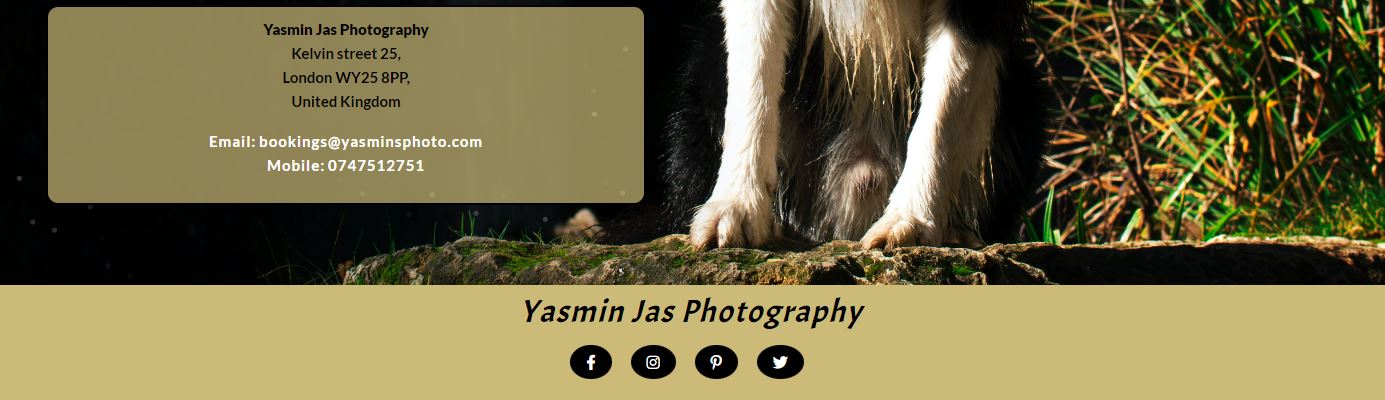 Yasmin Jas Photography
Kelvin street 25,
London WY25 8PP,
United Kingdom
Email: bookings@yasminsphoto.com
Mobile: 0747512751
Yasmin Jas Photography